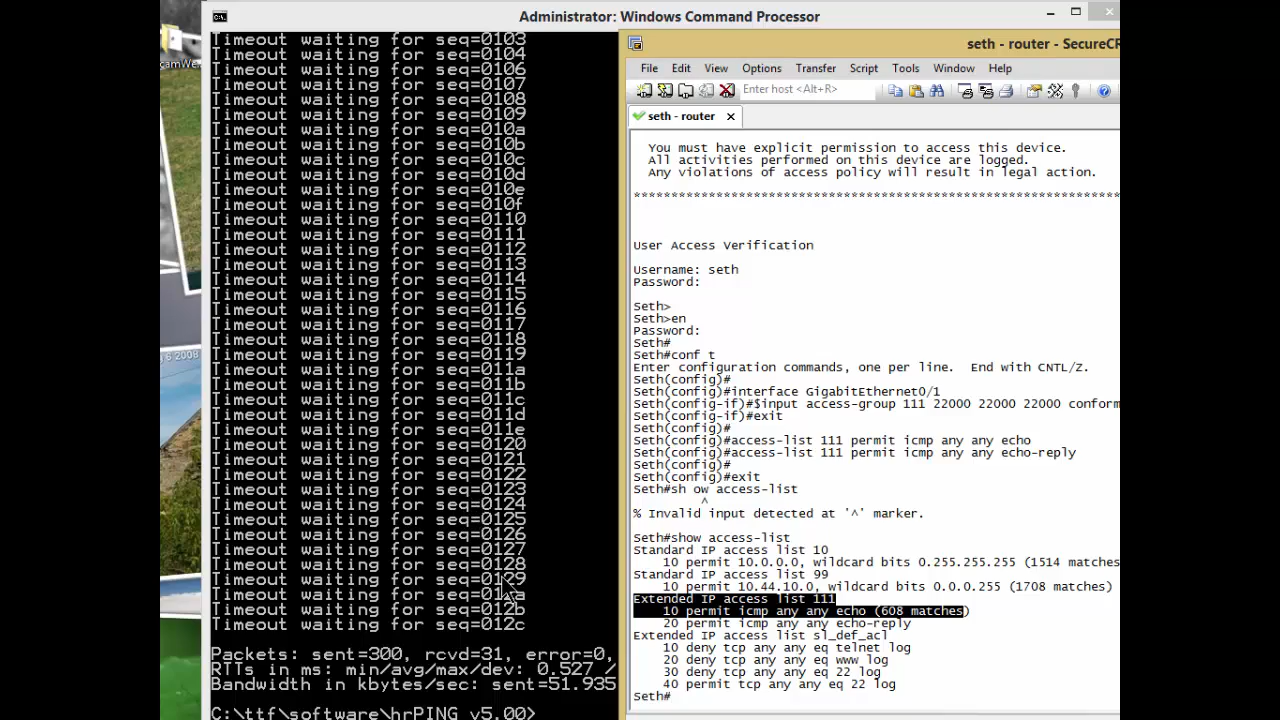 Administrator: Windows Command Processor
Timeout waiting for seq=0103
Timeout waiting for seq=0104
Timeout waiting for seq=0106
Timeout waiting for seq=0107
Timeout waiting for seq=0108
Timeout waiting for seq=0109
Timeout waiting for seq=010a
Timeout waiting for seq=010b
Timeout waiting for seq=010c
Timeout waiting for seq=010d
Timeout waiting for seq=010e
Timeout waiting for seq=010f
Timeout waiting for seq=0110
Timeout waiting for seq=0111
Timeout waiting for seq=0112
Timeout waiting for seq=0113
Timeout waiting for seq=0114
Timeout waiting for seq=0115
Timeout waiting for seq=0116
Timeout waiting for seq=0117
Timeout waiting for seq=0118
Timeout waiting for seq=0119
Timeout waiting for seq=011a
Timeout waiting for seq=011b
Timeout waiting for seq=011c
Timeout waiting for seq=011d
Timeout waiting for seq=011e
Timeout waiting for seq=0120
Timeout waiting for seq=0121
Timeout waiting for seq=0122
Timeout waiting for seq=0123
Timeout waiting for seq=0124
Timeout waiting for seq=0125
Timeout waiting for seq=0126
Timeout waiting for seq=0127
Timeout waiting for seq=0128
Timeout waiting for seq=0129
Timeout waiting for seq=012a
Timeout waiting for seq=012b
Timeout waiting for seq=012c
Packets: sent=300, rcvd=31, error=0,
RTTs in ms: min/avg/max/dev: 0.527 /
Bandwidth in kbytes/sec: sent=51.935
C:\ttf\software\hrPING v5.00>
seth - router - SecureCR
File Edit View Options Transfer Script Tools Window Help
Enter host <Alt+R>
seth - router
You must have explicit permission to access this device.
All activities performed on this device are logged.
Any violations of access policy will result in legal action.
*****************************************************************
User Access Verification
Username: seth
Password:
Seth>
Seth>en
Password:
Seth#
Seth#conf t
Enter configuration commands, one per line.  End with CNTL/Z.
Seth(config)#
Seth(config)#interface GigabitEthernet0/1
Seth(config-if)#$input access-group 111 22000 22000 22000 conform
Seth(config-if)#exit
Seth(config)#
Seth(config)#access-list 111 permit icmp any any echo
Seth(config)#access-list 111 permit icmp any any echo-reply
Seth(config)#
Seth(config)#exit
Seth#sh ow access-list
^
% Invalid input detected at '^' marker.
Seth#show access-list
Standard IP access list 10
10 permit 10.0.0.0, wildcard bits 0.255.255.255 (1514 matches
Standard IP access list 99
10 permit 10.44.10.0, wildcard bits 0.0.0.255 (1708 matches)
Extended IP access list 111
10 permit icmp any any echo (608 matches)
20 permit icmp any any echo-reply
Extended IP access list sl_def_acl
10 deny tcp any any eq telnet log
20 deny tcp any any eq www log
30 deny tcp any any eq 22 log
40 permit tcp any any eq 22 log
Seth#